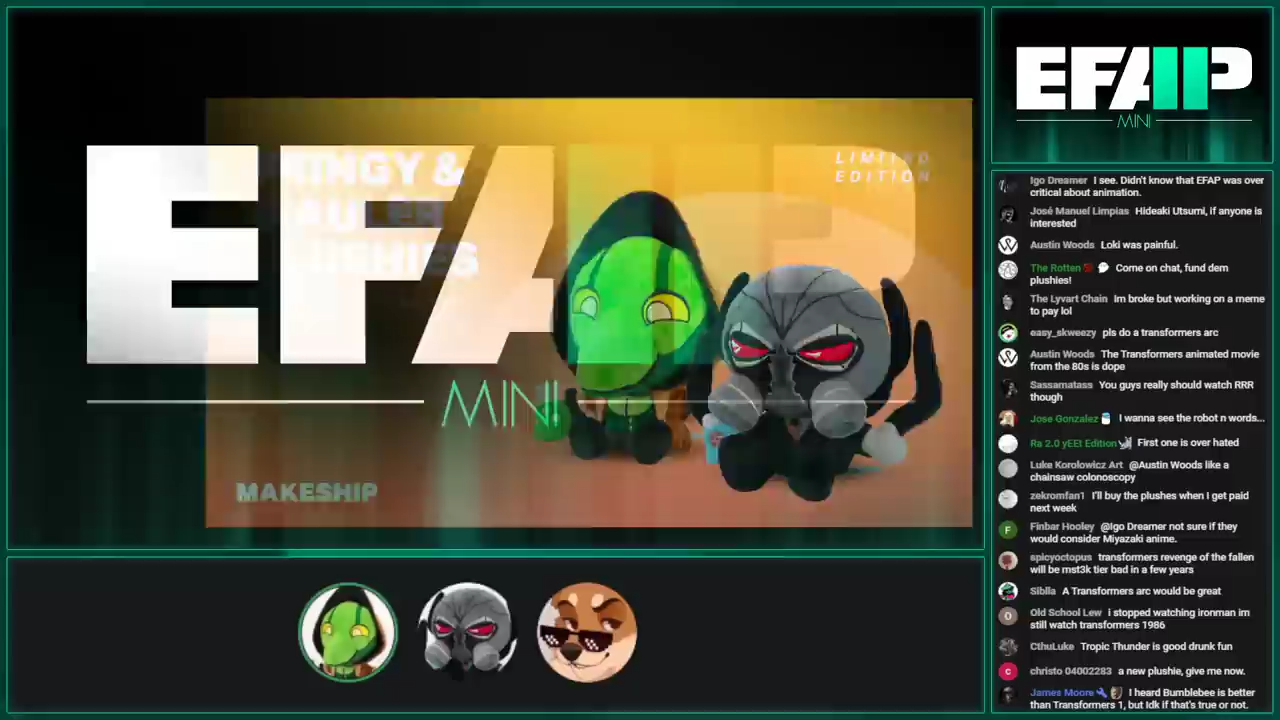 EFAP
MINI
LIMITED
EDITION
MAKESHIP
EFAP
MINI
Igo Dreamer I see. Didn't know that EFAP was over
critical about animation.
José Manuel Limpias Hideaki Utsumi, if anyone is
interested
Austin Woods Loki was painful.
The Rotten Come on chat, fund dem
plushies!
The Lyvart Chain Im broke but working on a meme
to pay lol
easy_skweezy pls do a transformers arc
Austin Woods The Transformers animated movie
from the 80s is dope
Sassamatass You guys really should watch RRR
though
Jose Gonzalez I wanna see the robot n words...
Ra 2.0 yEEt Edition First one is over hated
Luke Korolowicz Art @Austin Woods like a
chainsaw colonoscopy
zekromfan1 I'll buy the plushes when I get paid
next week
Finbar Hooley @Igo Dreamer not sure if they
would consider Miyazaki anime.
spicyoctopus transformers revenge of the fallen
will be mst3k tier bad in a few years
Siblla A Transformers arc would be great
Old School Lew i stopped watching ironman im
still watch transformers 1986
CthuLuke Tropic Thunder is good drunk fun
christo 04002283 a new plushie, give me now.
James Moore I heard Bumblebee is better
than Transformers 1, but Idk if that's true or not.